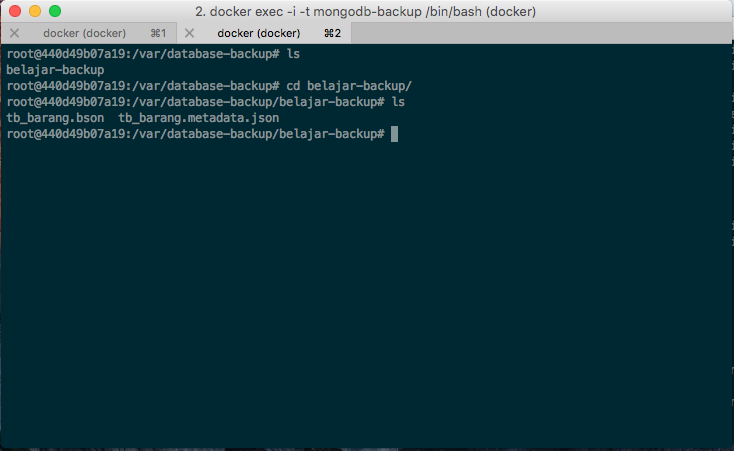 2. docker exec -i -t mongodb-backup /bin/bash (docker)
docker (docker) ⌘1 docker (docker) ⌘2
root@440d49b07a19:/var/database-backup# ls
belajar-backup
root@440d49b07a19:/var/database-backup# cd belajar-backup/
root@440d49b07a19:/var/database-backup/belajar-backup# ls
tb_barang.bson  tb_barang.metadata.json
root@440d49b07a19:/var/database-backup/belajar-backup#